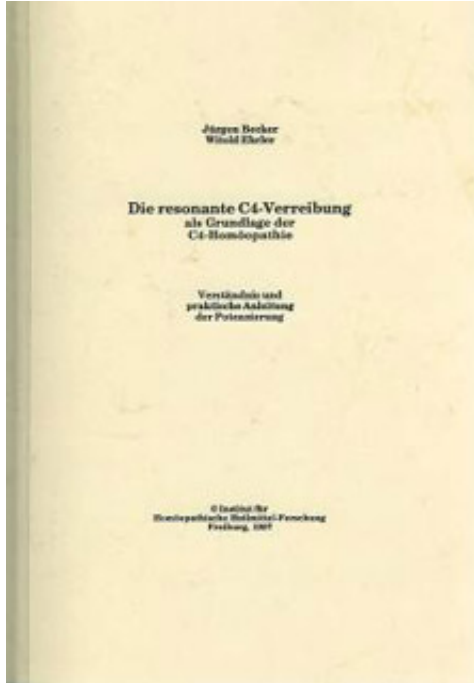 Jürgen Becker
Witold Ehrler
Die resonante C4-Verreibung
als Grundlage der
C4-Homöopathie
Verständnis und
praktische Anleitung
der Potenzierung
© Institut für
Homöopathische Heilmittel-Forschung
Freiburg, 1997